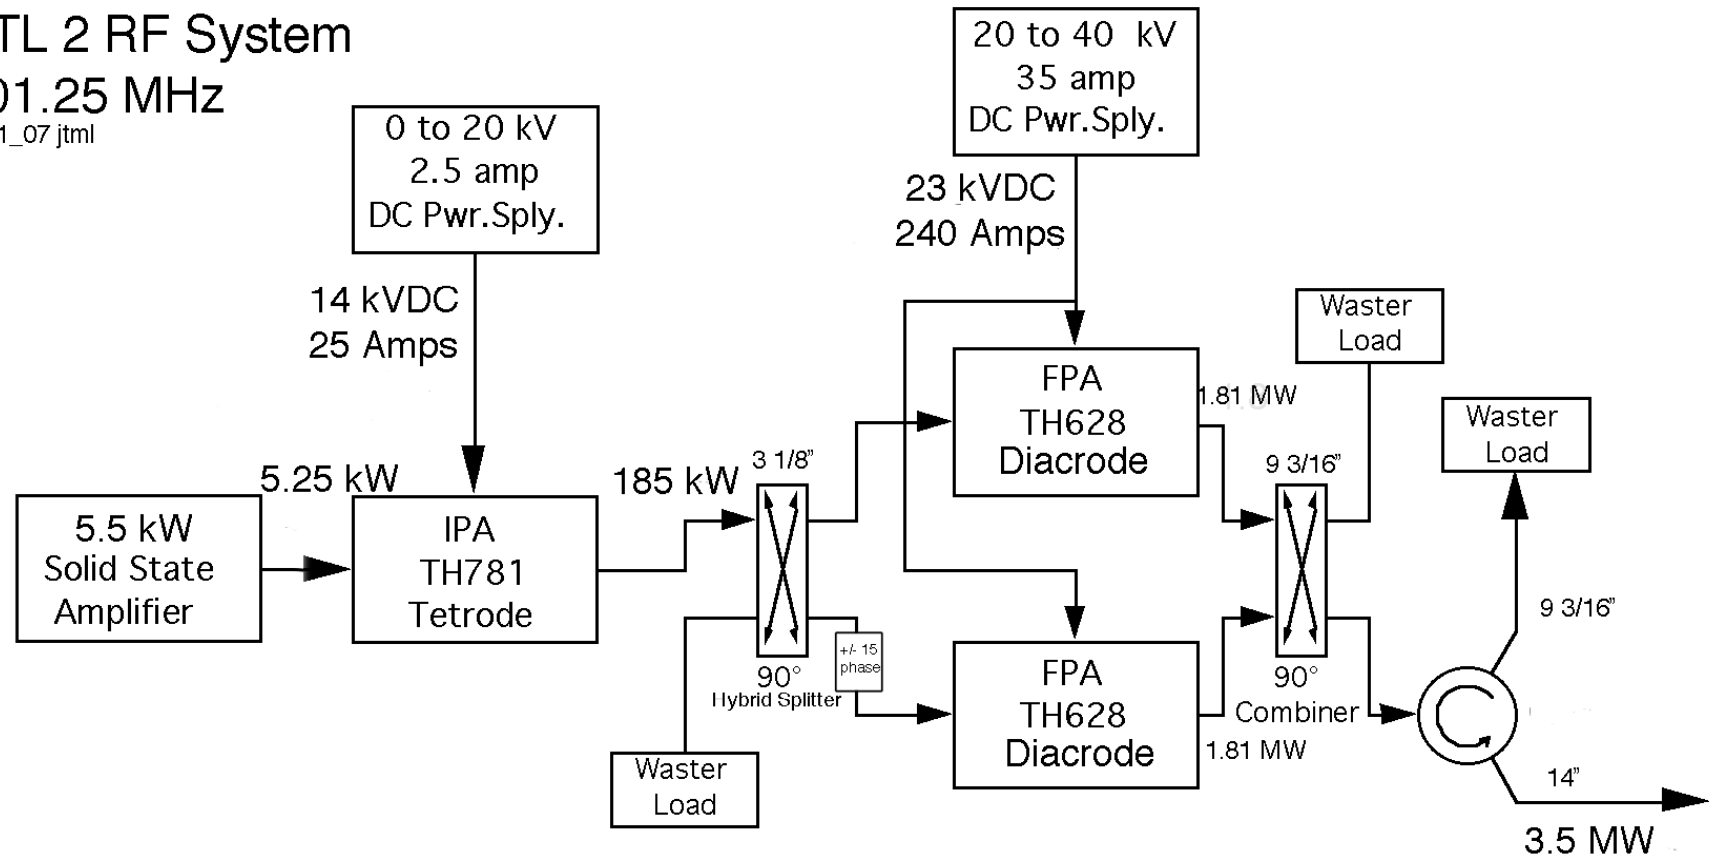 TL 2 RF System
01.25 MHz
1_07 jtml
20 to 40 kV
35 amp
DC Pwr.Sply.
0 to 20 kV
2.5 amp
DC Pwr.Sply.
23 kVDC
240 Amps
14 kVDC
25 Amps
Waster
Load
FPA
TH628
Diacrode
1.81 MW
Waster
Load
5.25 kW
185 kW
3 1/8”
9 3/16”
5.5 kW
Solid State
Amplifier
IPA
TH781
Tetrode
9 3/16”
+/- 15
phase
90°
Hybrid Splitter
FPA
TH628
Diacrode
90°
Combiner
1.81 MW
Waster
Load
14”
3.5 MW